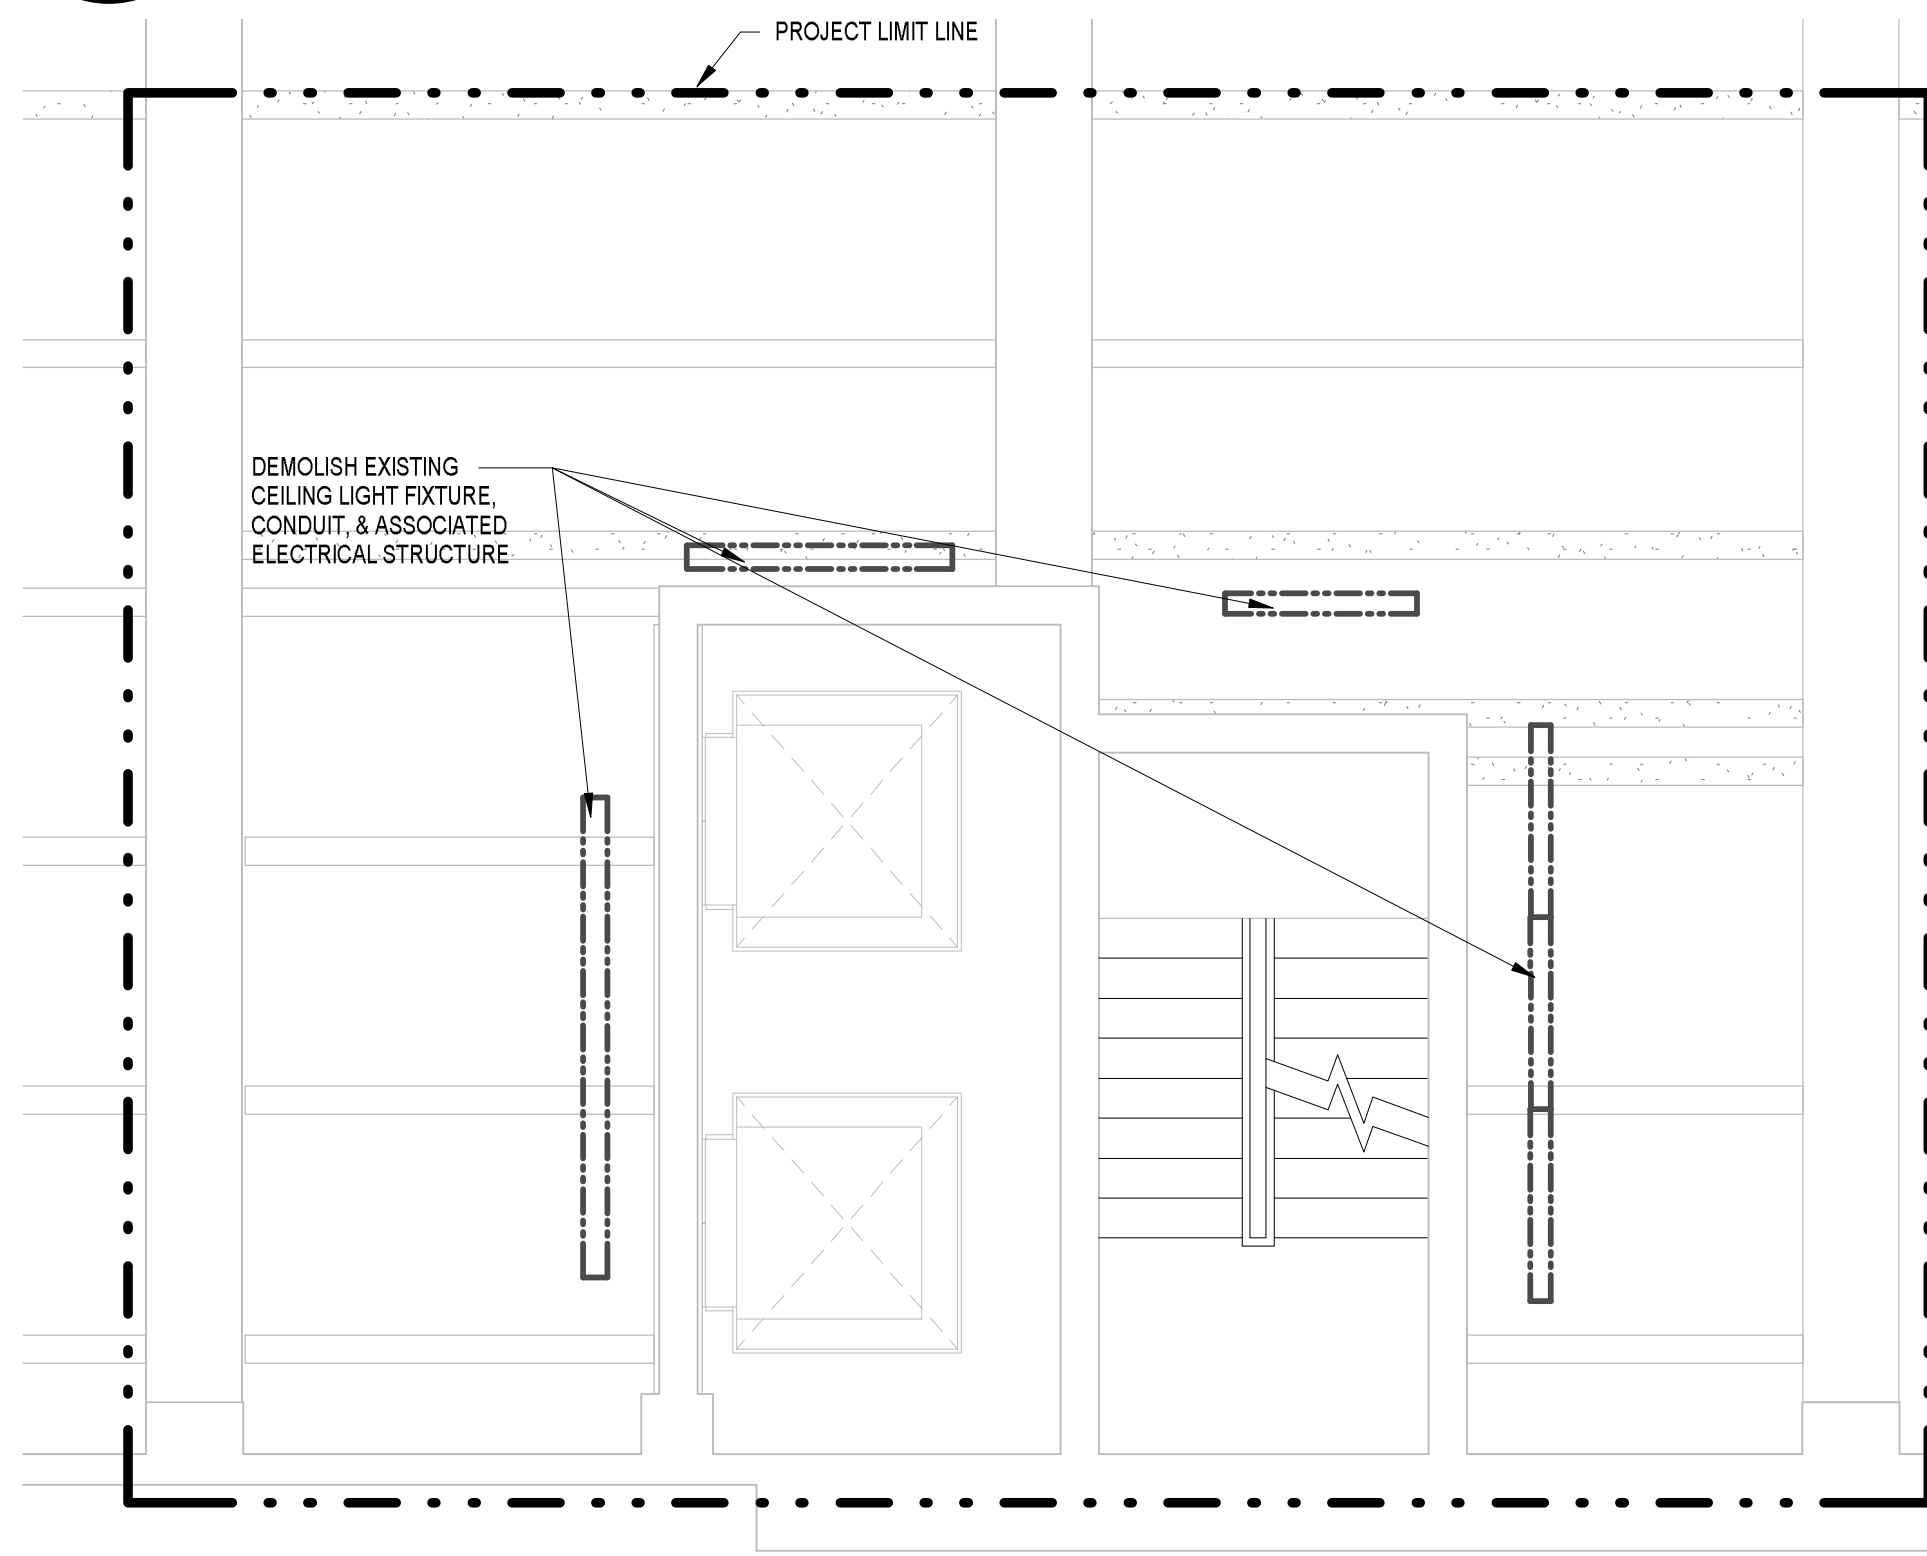 PROJECT LIMIT LINE
DEMOLISH EXISTING
CEILING LIGHT FIXTURE,
CONDUIT, & ASSOCIATED
ELECTRICAL STRUCTURE